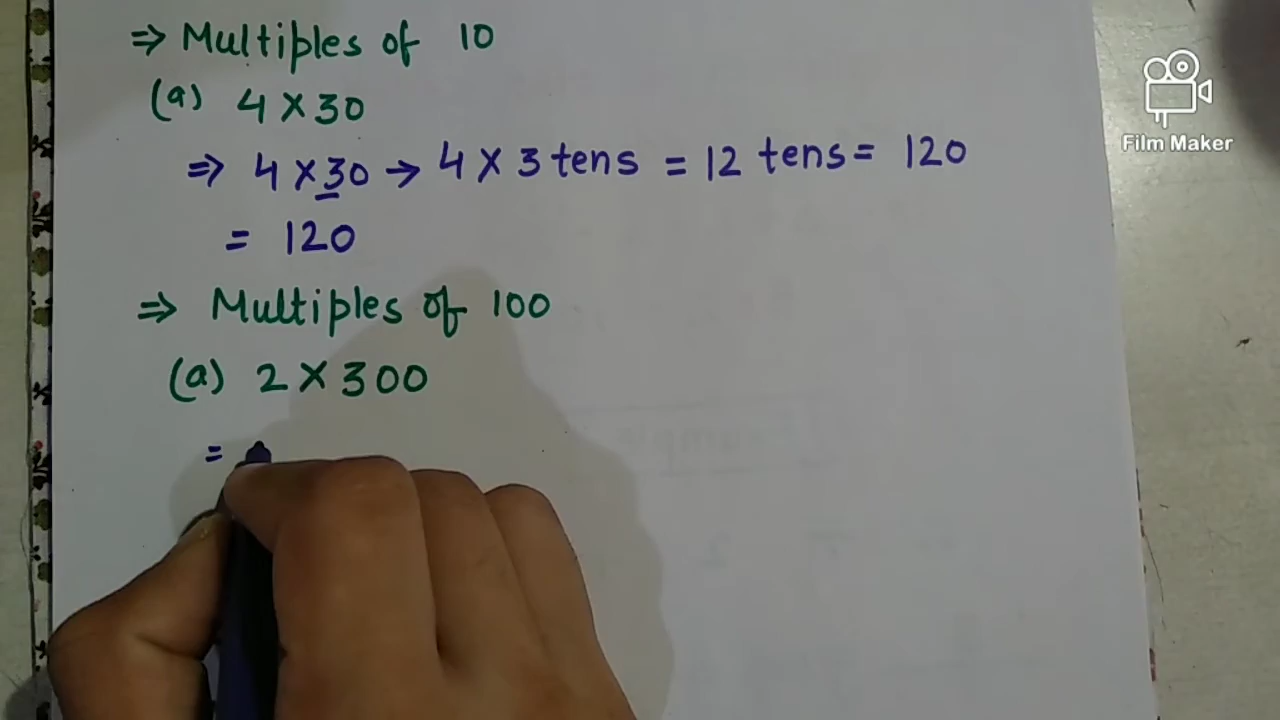 ⇒ Multiples of 10
(a) 4 × 30
⇒ 4 × 30 → 4 × 3 tens = 12 tens = 120
= 120
⇒ Multiples of 100
(a) 2 × 300
=
Film Maker